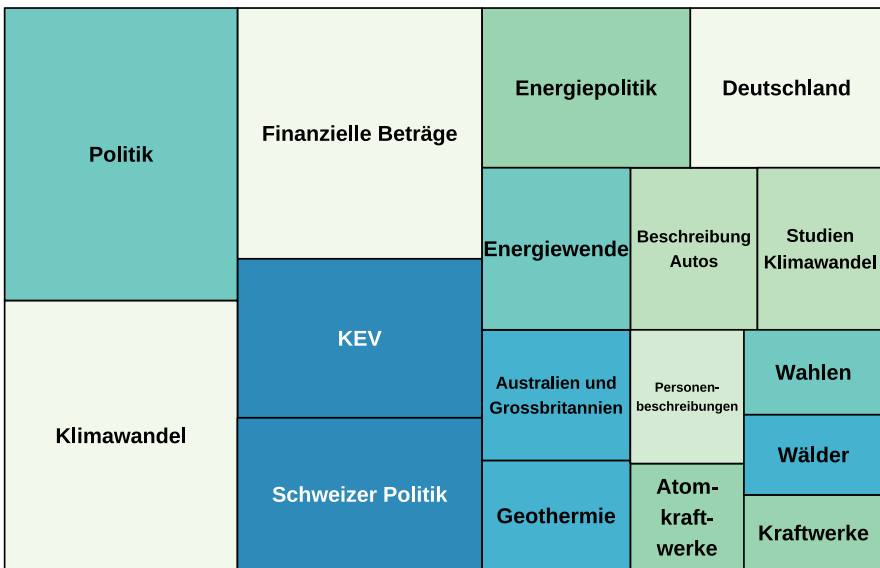 Politik
Klimawandel
Finanzielle Beträge
KEV
Schweizer Politik
Energiepolitik
Deutschland
Energiewende
Beschreibung
Autos
Studien
Klimawandel
Australien und
Grossbritannien
Geothermie
Personen-
beschreibungen
Atom-
kraft-
werke
Wahlen
Wälder
Kraftwerke